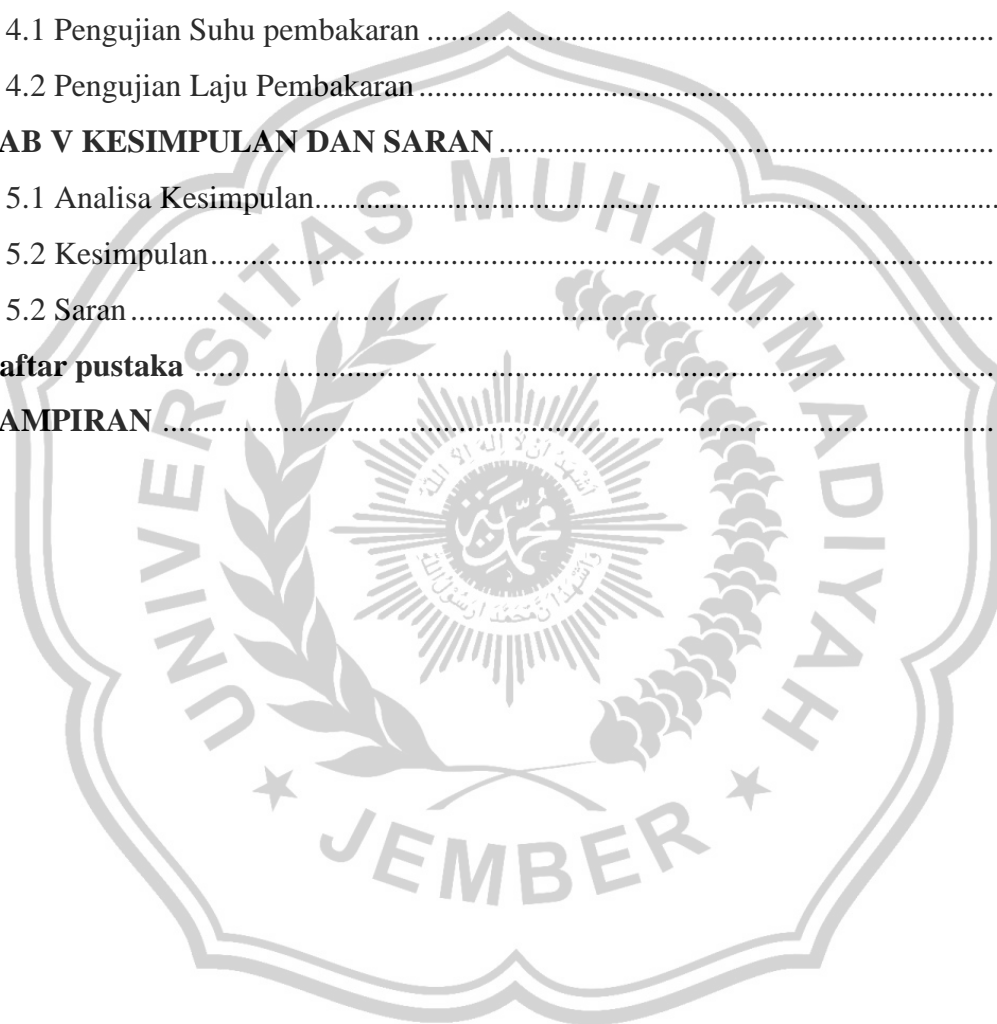 4.1 Pengujian Suhu pembakaran ........................................................................
4.2 Pengujian Laju Pembakaran ........................................................................
AB V KESIMPULAN DAN SARAN ..............................................................
5.1 Analisa Kesimpulan......................................................................................
5.2 Kesimpulan...................................................................................................
5.2 Saran .............................................................................................................
aftar pustaka .....................................................................................................
AMPIRAN ........................................................................................................
UNIVERSITAS MUHAMMADIYAH
JEMBER